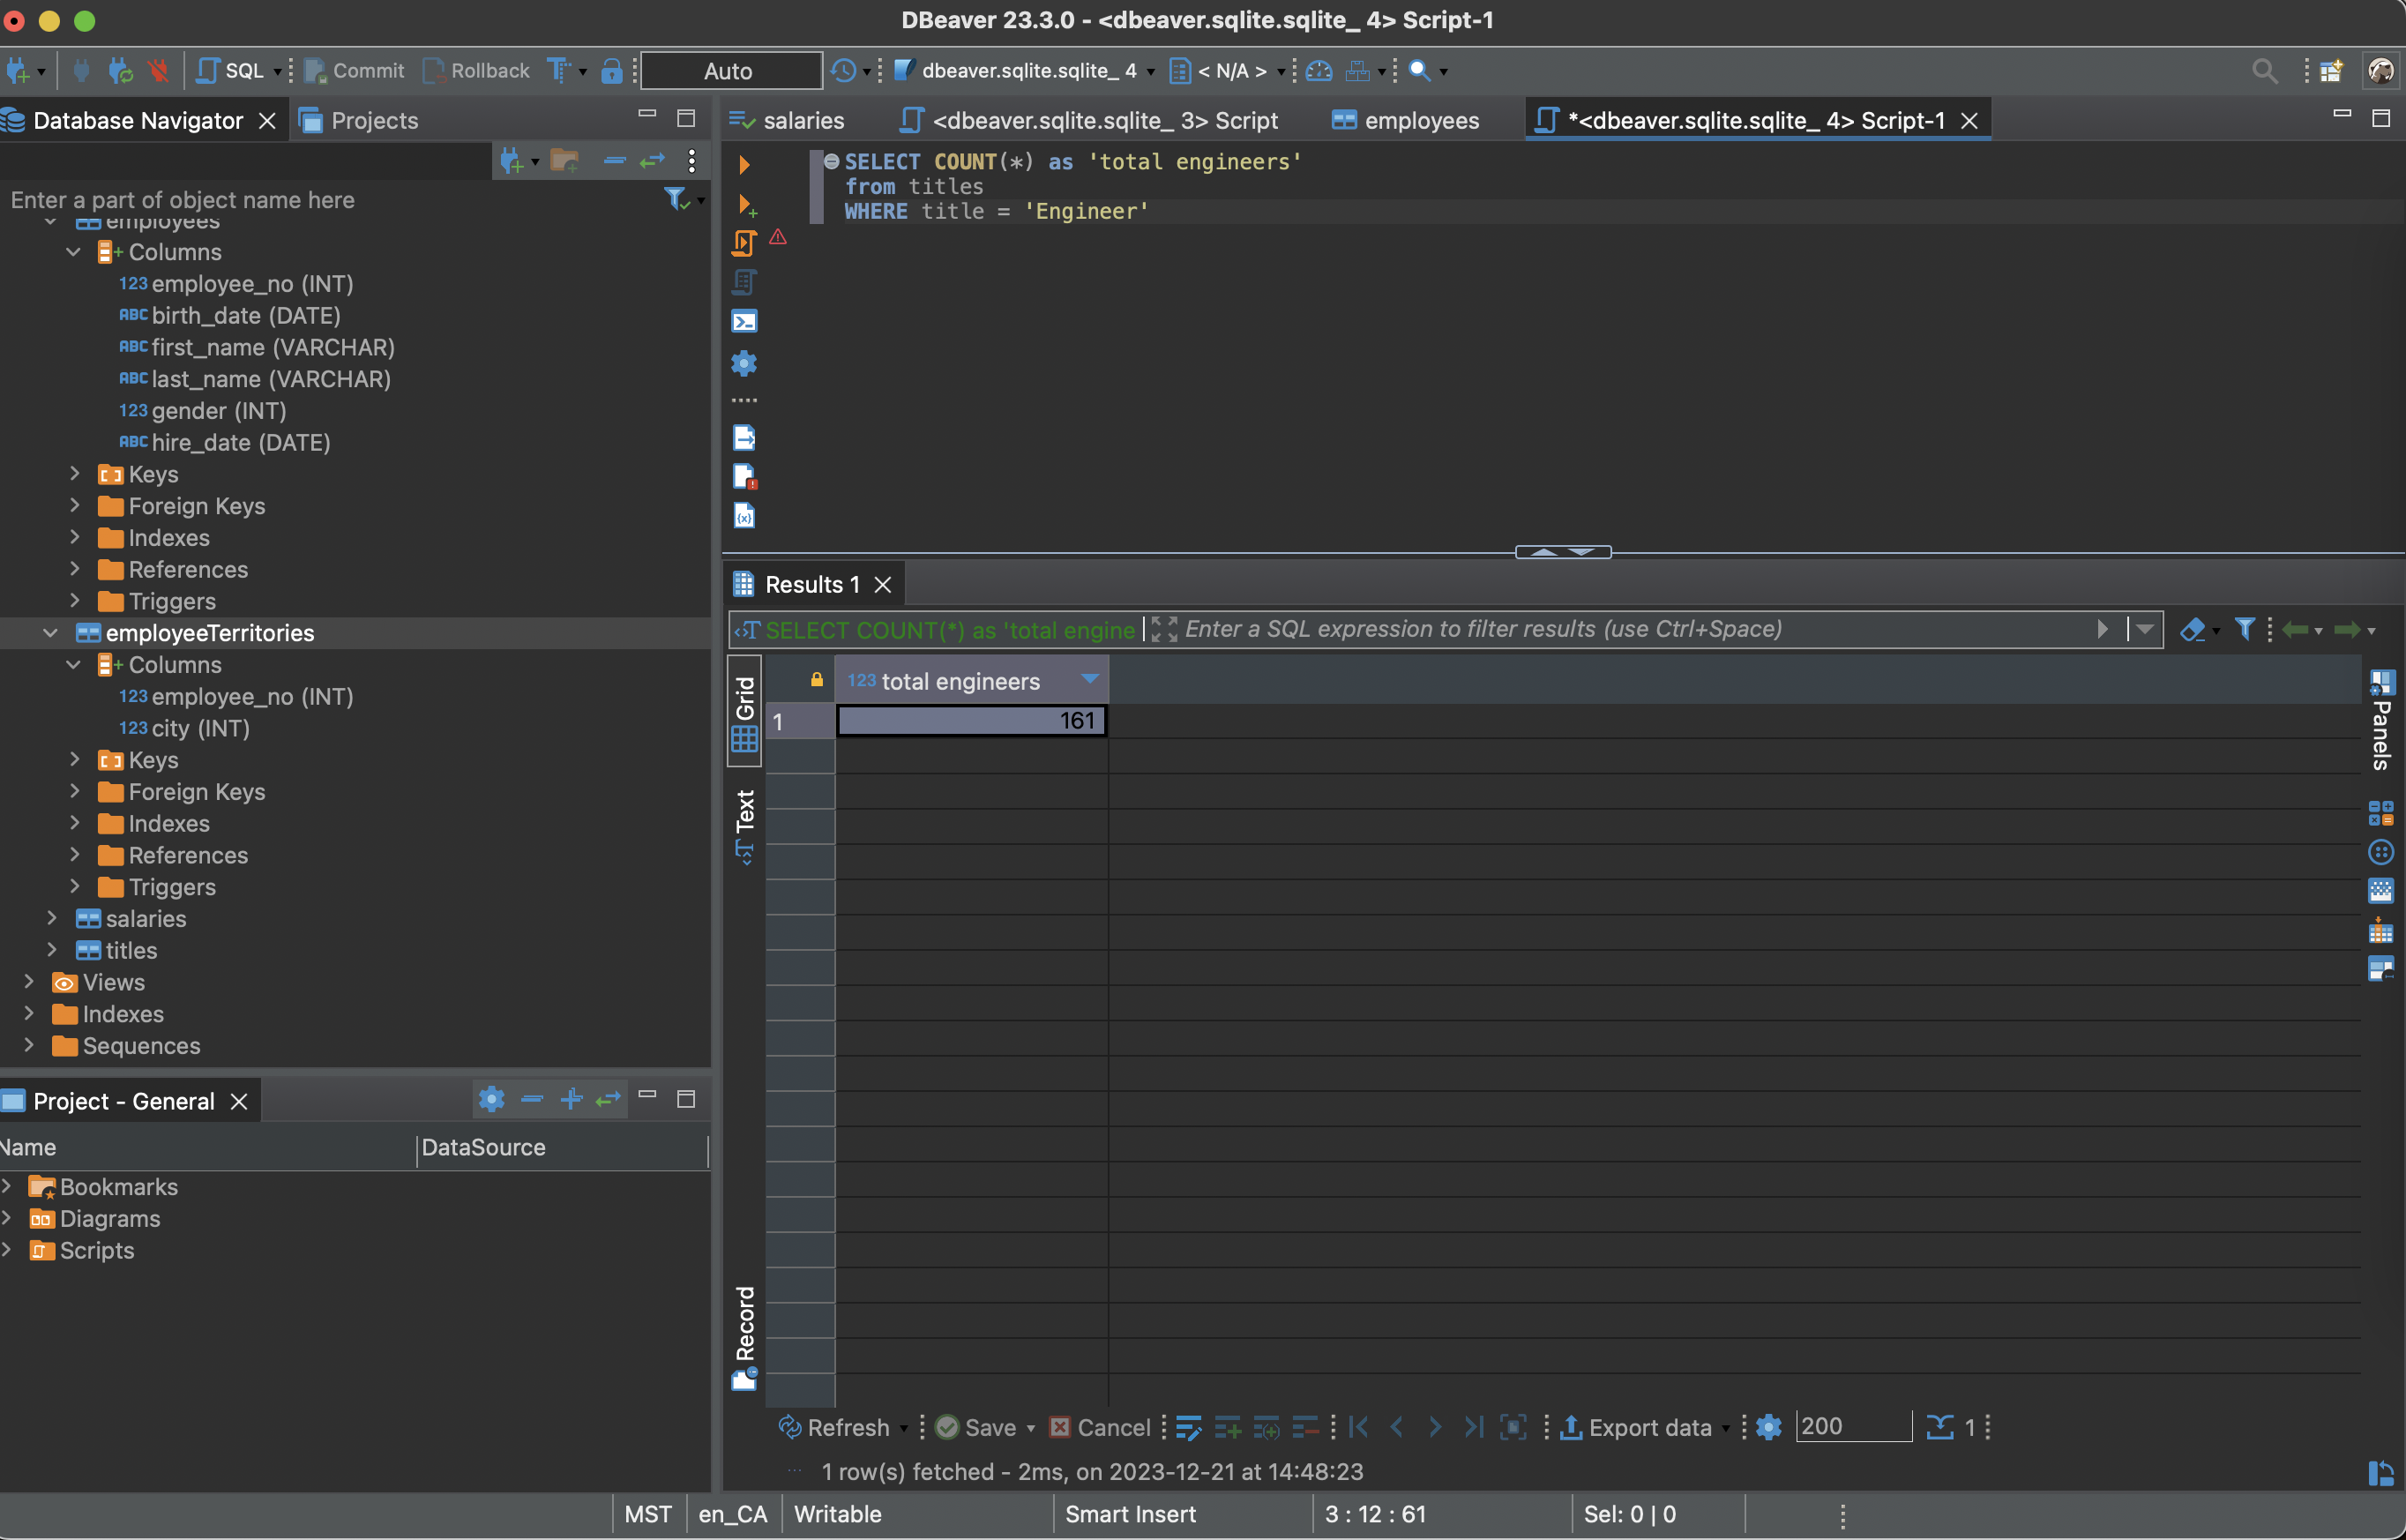 DBeaver 23.3.0 - <dbeaver.sqlite.sqlite_ 4> Script-1
SQL Commit Rollback Auto dbeaver.sqlite.sqlite_ 4 < N/A >
Database Navigator Projects
salaries <dbeaver.sqlite.sqlite_ 3> Script employees *<dbeaver.sqlite.sqlite_ 4> Script-1
Enter a part of object name here
employees
Columns
123 employee_no (INT)
ABC birth_date (DATE)
ABC first_name (VARCHAR)
ABC last_name (VARCHAR)
123 gender (INT)
ABC hire_date (DATE)
Keys
Foreign Keys
Indexes
References
Triggers
employeeTerritories
Columns
123 employee_no (INT)
123 city (INT)
Keys
Foreign Keys
Indexes
References
Triggers
salaries
titles
Views
Indexes
Sequences
Project - General
Name DataSource
Bookmarks
Diagrams
Scripts
SELECT COUNT(*) as 'total engineers'
from titles
WHERE title = 'Engineer'
Results 1
SELECT COUNT(*) as 'total engine Enter a SQL expression to filter results (use Ctrl+Space)
Grid
Text
Record
123 total engineers
1 161
Panels
Refresh Save Cancel Export data 200 1
1 row(s) fetched - 2ms, on 2023-12-21 at 14:48:23
MST en_CA Writable Smart Insert 3 : 12 : 61 Sel: 0 | 0